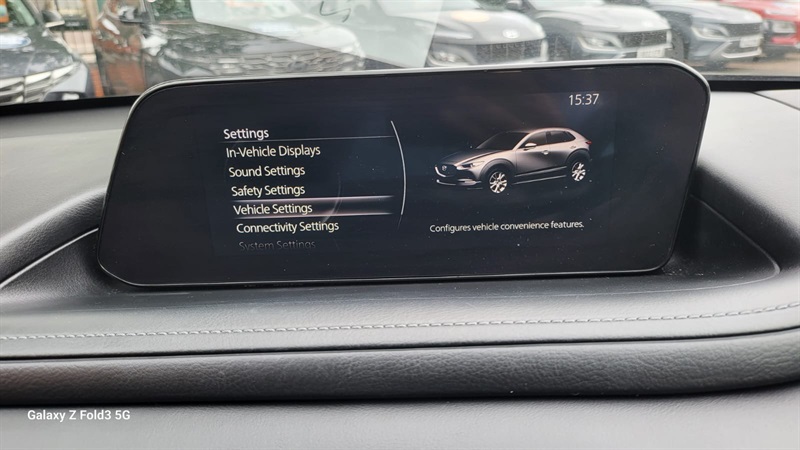 15:37
Settings
In-Vehicle Displays
Sound Settings
Safety Settings
Vehicle Settings
Connectivity Settings
System Settings
Configures vehicle convenience features.
Galaxy Z Fold3 5G